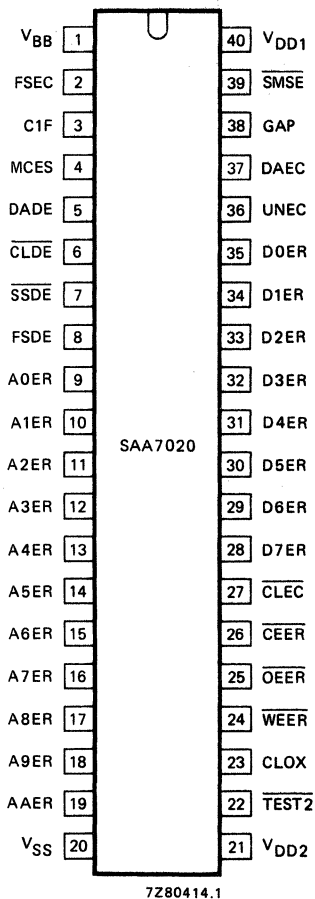 VBB 1 40 VDD1
FSEC 2 39 SMSE
C1F 3 38 GAP
MCES 4 37 DAEC
DADE 5 36 UNEC
CLDE 6 35 D0ER
SSDE 7 34 D1ER
FSDE 8 33 D2ER
A0ER 9 32 D3ER
A1ER 10 31 D4ER
SAA7020
A2ER 11 30 D5ER
A3ER 12 29 D6ER
A4ER 13 28 D7ER
A5ER 14 27 CLEC
A6ER 15 26 CEER
A7ER 16 25 OEER
A8ER 17 24 WEER
A9ER 18 23 CLOX
AAER 19 22 TEST2
VSS 20 21 VDD2
7Z80414.1